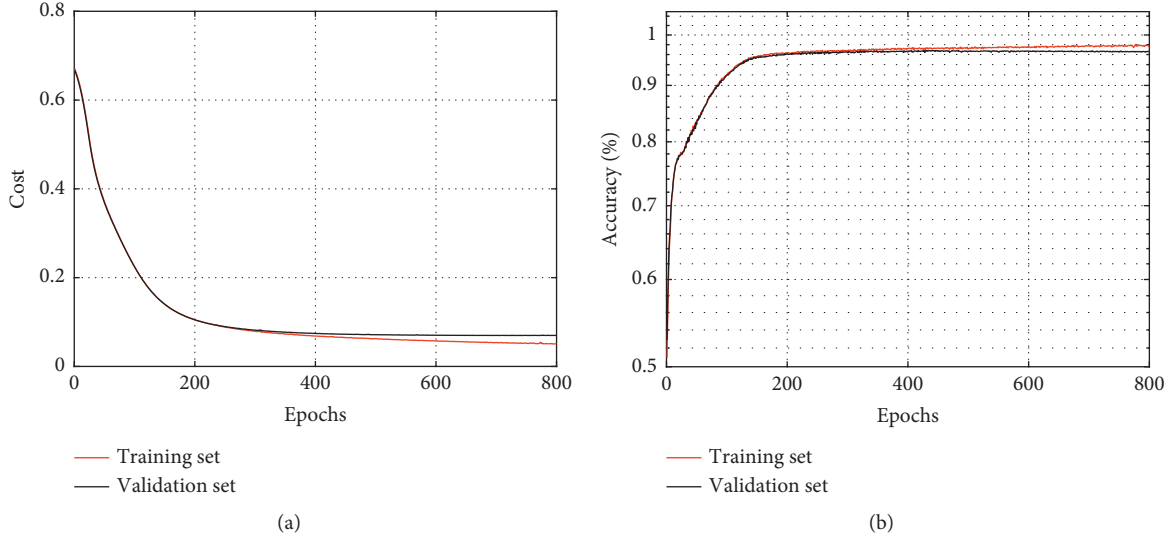 0.8
0.6
0.4
0.2
0
Cost
0 200 400 600 800
Epochs
Training set
Validation set
(a)
1
0.9
0.8
0.7
0.6
0.5
Accuracy (%)
0 200 400 600 800
Epochs
Training set
Validation set
(b)